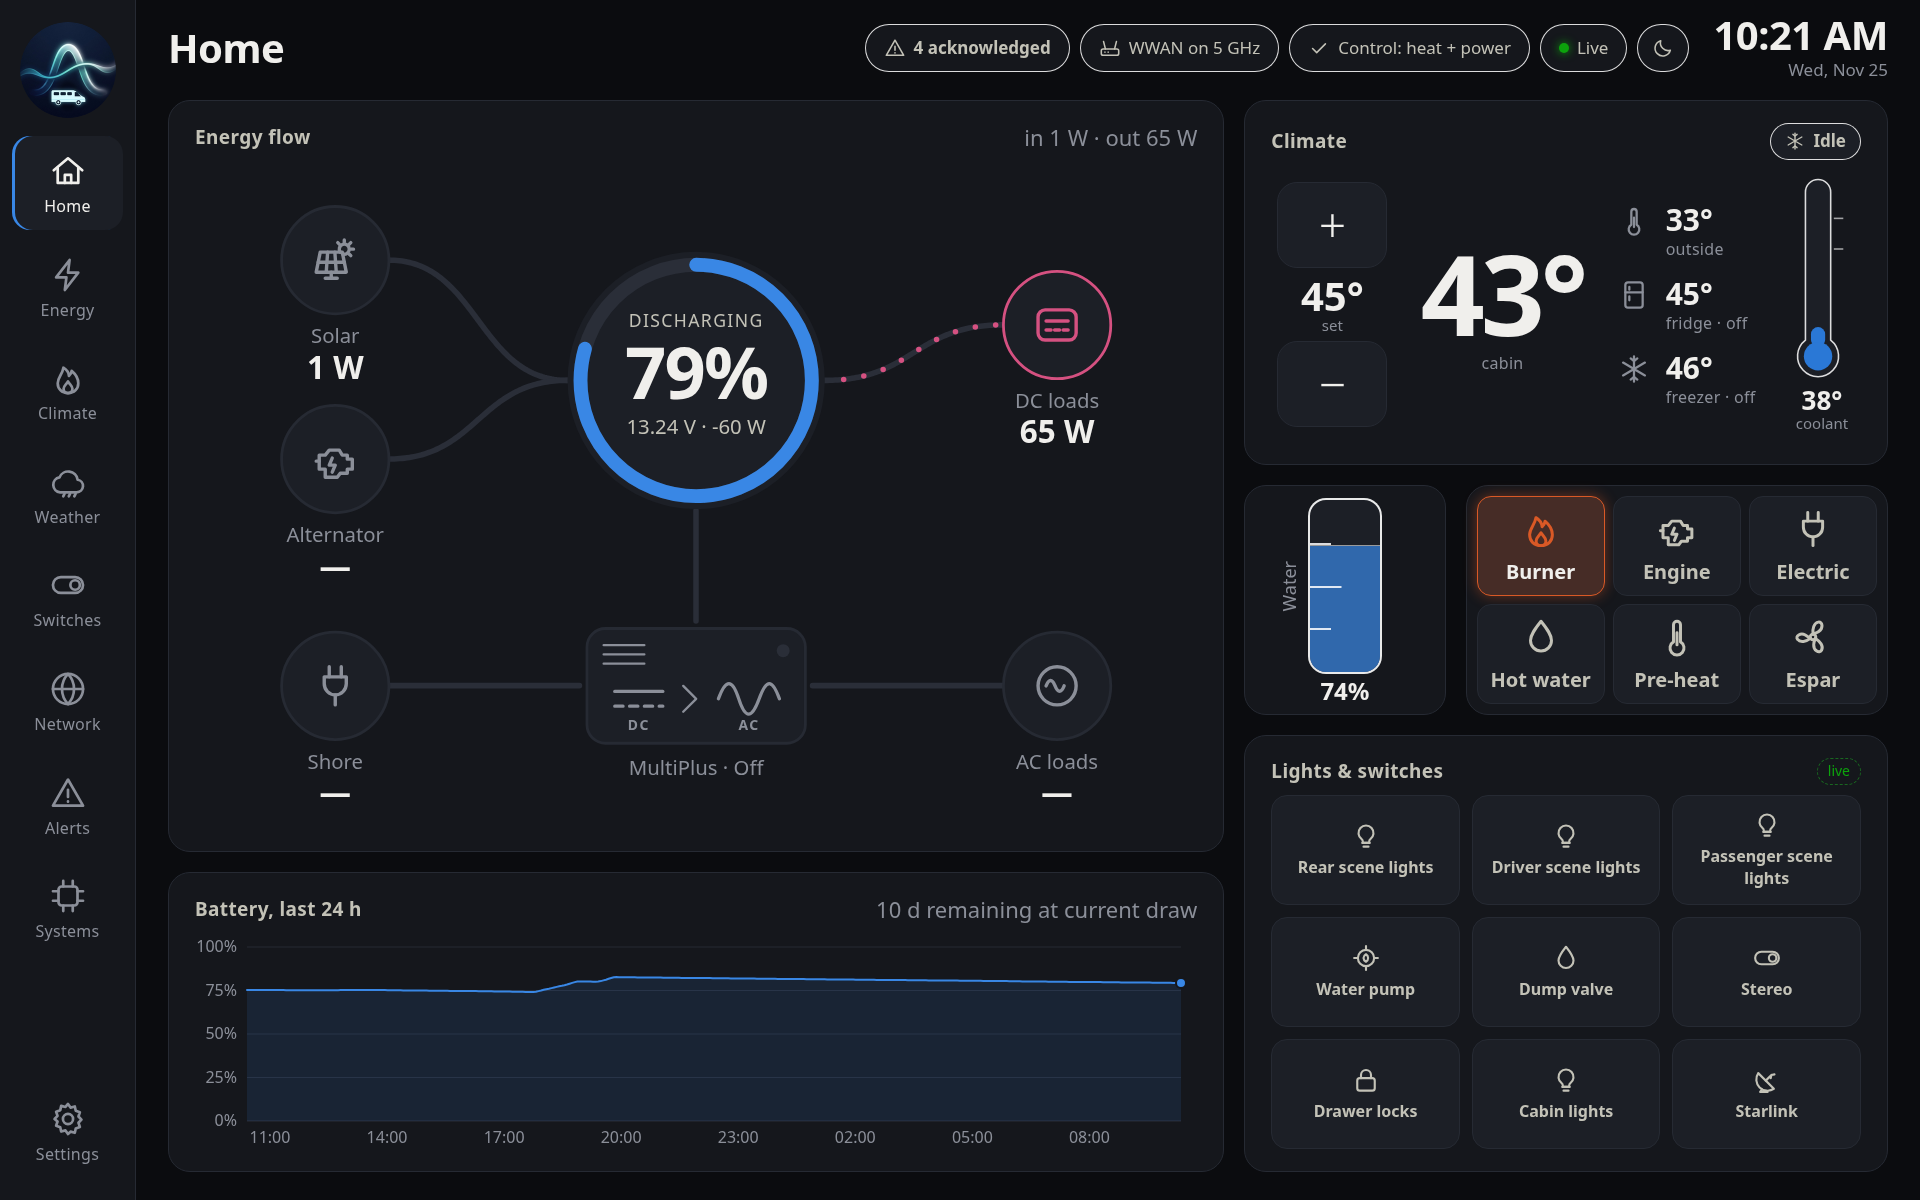 Home
4 acknowledged
WWAN on 5 GHz
Control: heat + power
Live
10:21 AM
Wed, Nov 25
Home
Energy
Climate
Weather
Switches
Network
Alerts
Systems
Settings
Energy flow
in 1 W · out 65 W
Solar
1 W
Alternator
—
DISCHARGING
79%
13.24 V · -60 W
DC loads
65 W
Shore
—
DC
AC
MultiPlus · Off
AC loads
—
Battery, last 24 h
10 d remaining at current draw
100%
75%
50%
25%
0%
11:00 14:00 17:00 20:00 23:00 02:00 05:00 08:00
Climate
Idle
+
45°
set
−
43°
cabin
33°
outside
45°
fridge · off
46°
freezer · off
38°
coolant
Water
74%
Burner
Engine
Electric
Hot water
Pre-heat
Espar
Lights & switches
live
Rear scene lights
Driver scene lights
Passenger scene
lights
Water pump
Dump valve
Stereo
Drawer locks
Cabin lights
Starlink